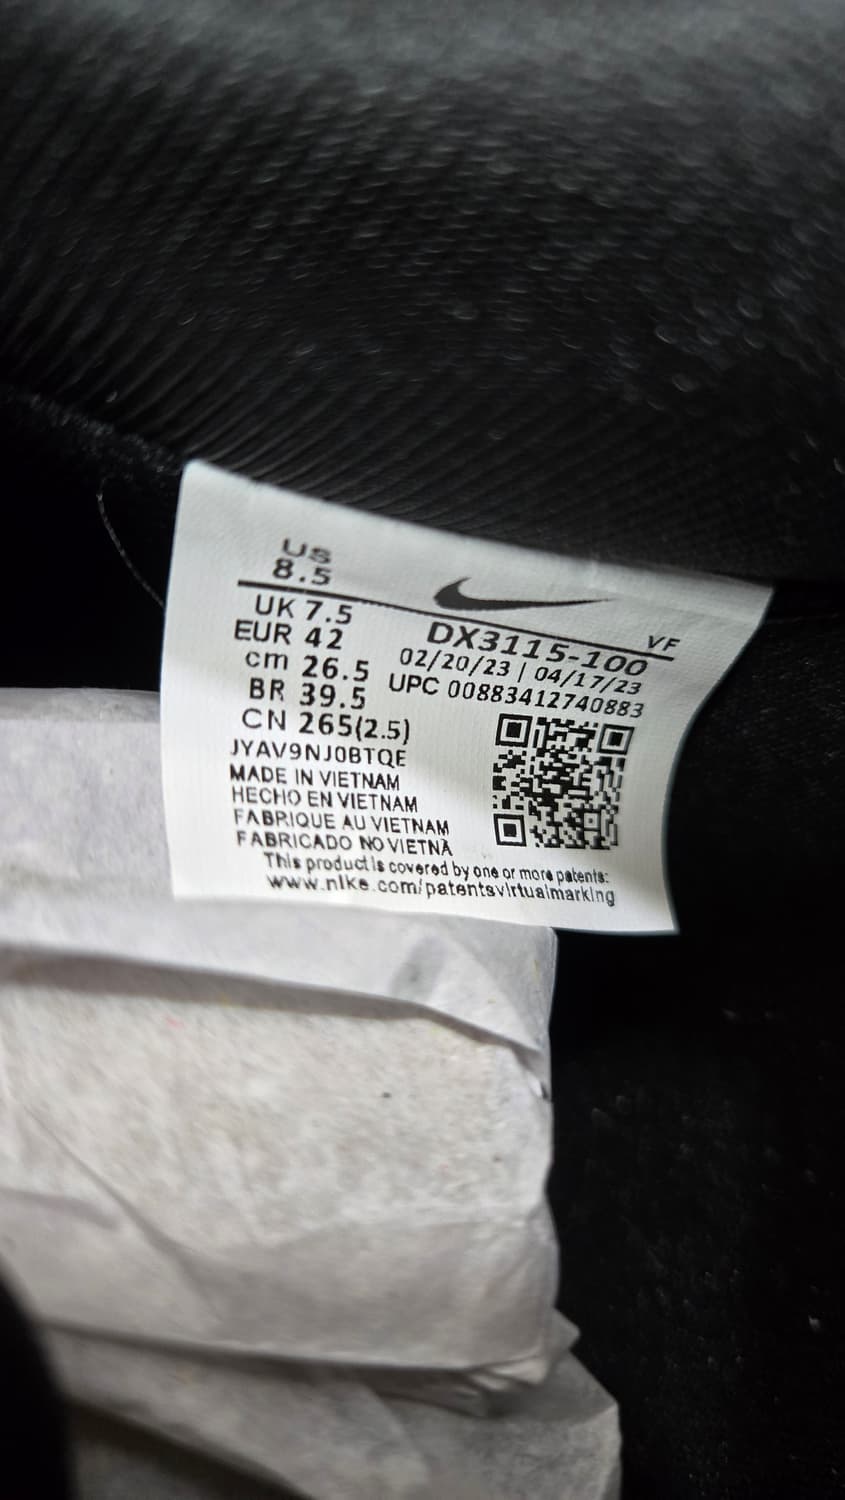 US
8.5
UK 7.5
EUR 42
cm 26.5
BR 39.5
CN 265(2.5)
JYAV9NJ0BTQE
MADE IN VIETNAM
HECHO EN VIETNAM
FABRIQUE AU VIETNAM
FABRICADO NO VIETNÃ
VF
DX3115-100
02/20/23 | 04/17/23
UPC 00883412740883
This product is covered by one or more patents:
www.nike.com/patentsvirtualmarking